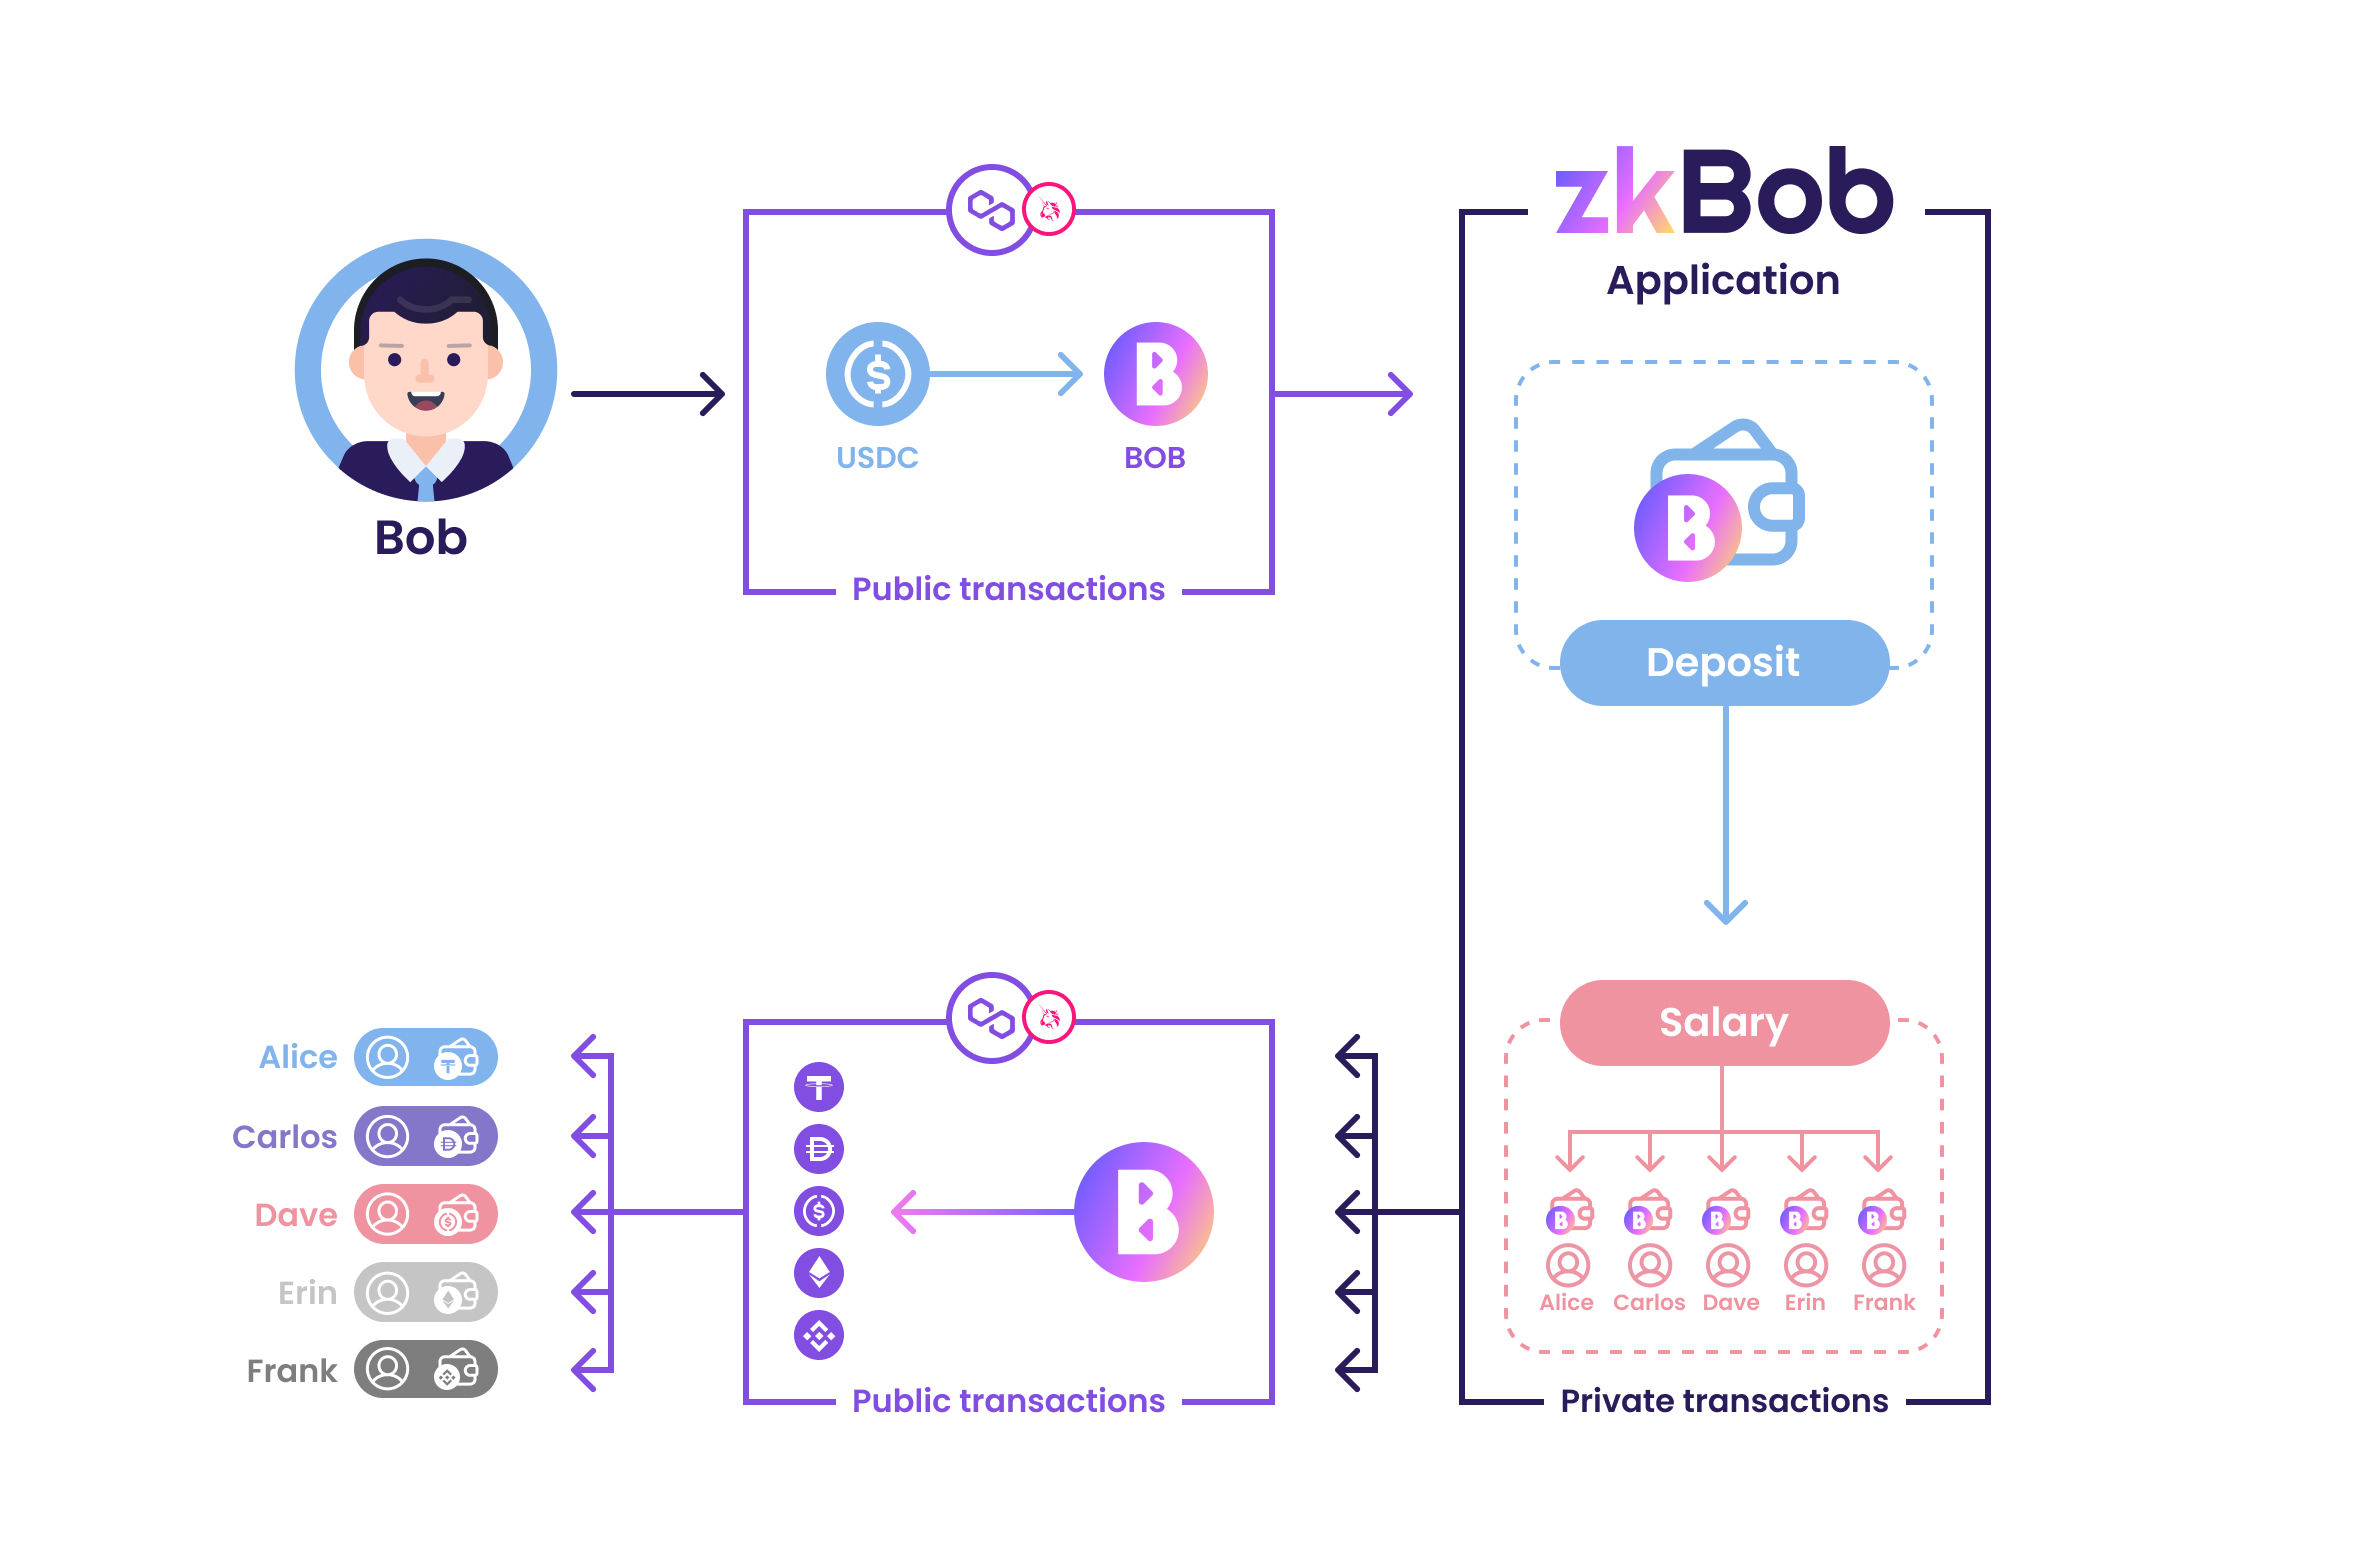 zkBob
Application
Bob
USDC
BOB
Public transactions
Deposit
Salary
Alice
Carlos
Dave
Erin
Frank
Alice
Carlos
Dave
Erin
Frank
Public transactions
Private transactions